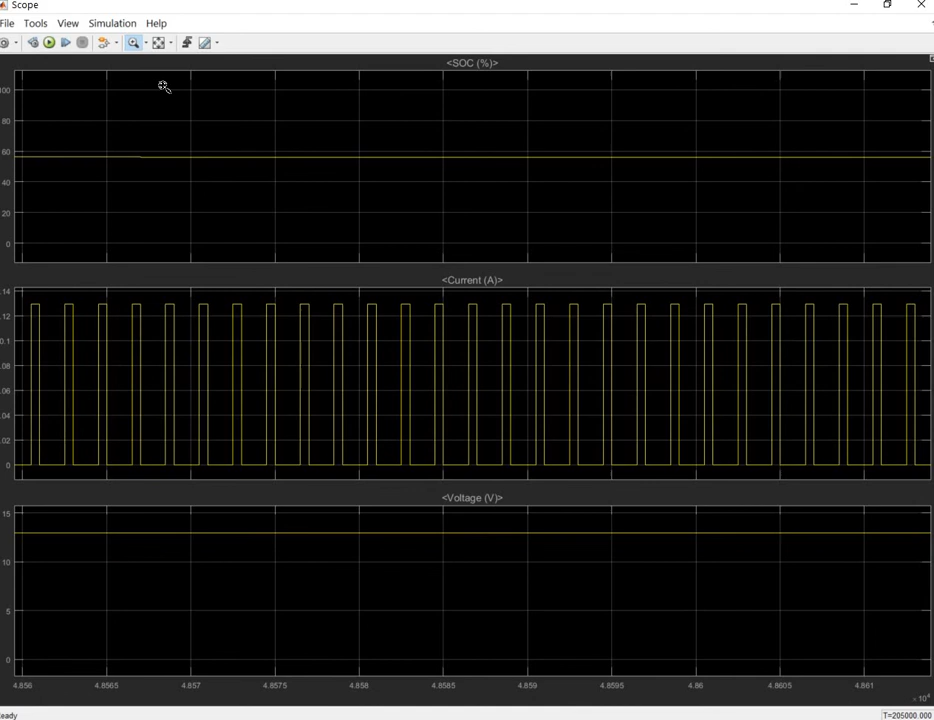 Scope
File Tools View Simulation Help
<SOC (%)>
100
80
60
40
20
0
<Current (A)>
.14
.12
0.1
.08
.06
.04
.02
0
<Voltage (V)>
15
10
5
0
4.856 4.8565 4.857 4.8575 4.858 4.8585 4.859 4.8595 4.86 4.8605 4.861
×10⁴
eady T=205000.000